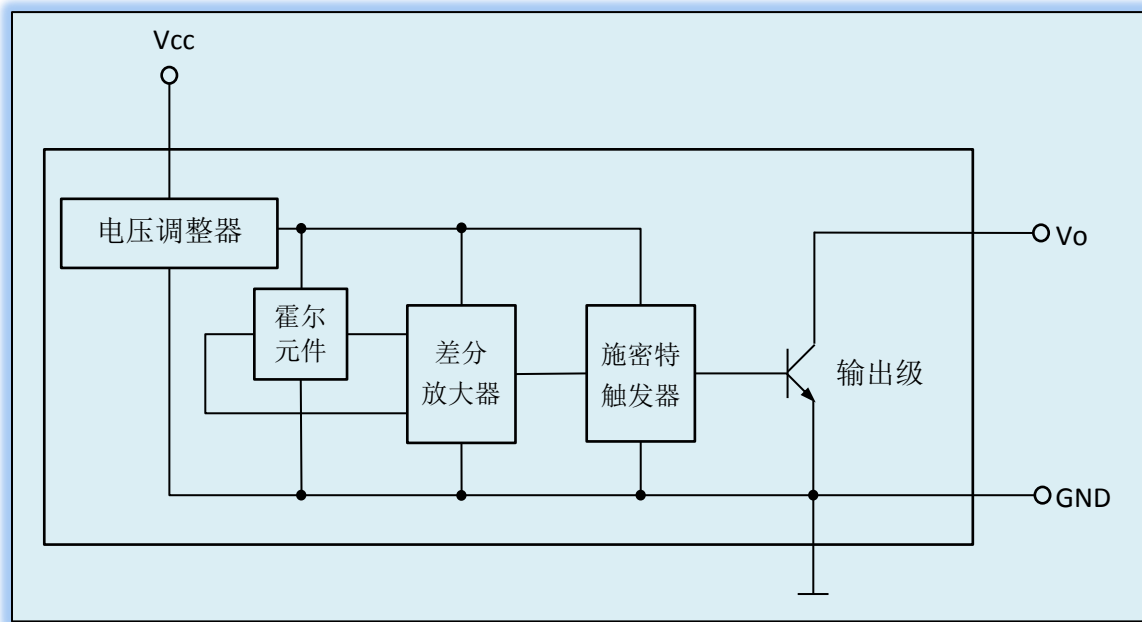 Vcc
电压调整器
Vo
霍尔
元件
差分
放大器
施密特
触发器
输出级
GND